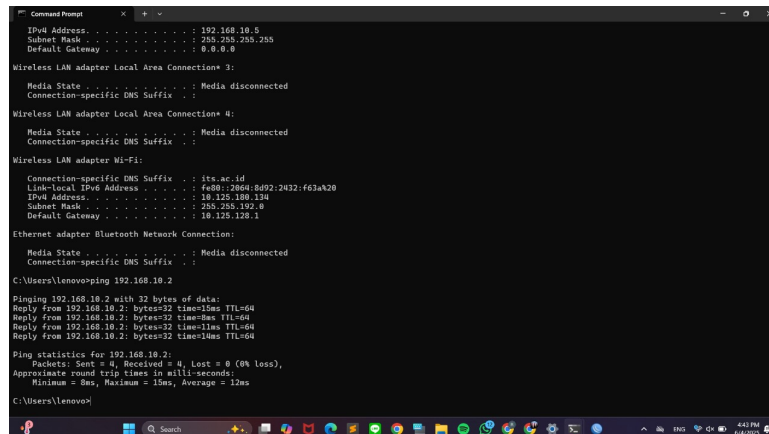 Command Prompt
IPv4 Address. . . . . . . . . . . : 192.168.10.5
Subnet Mask . . . . . . . . . . . : 255.255.255.255
Default Gateway . . . . . . . . . : 0.0.0.0
Wireless LAN adapter Local Area Connection* 3:
Media State . . . . . . . . . . . : Media disconnected
Connection-specific DNS Suffix  . :
Wireless LAN adapter Local Area Connection* 4:
Media State . . . . . . . . . . . : Media disconnected
Connection-specific DNS Suffix  . :
Wireless LAN adapter Wi-Fi:
Connection-specific DNS Suffix  . : its.ac.id
Link-local IPv6 Address . . . . . : fe80::2064:8d92:2432:f63a%20
IPv4 Address. . . . . . . . . . . : 10.125.180.134
Subnet Mask . . . . . . . . . . . : 255.255.192.0
Default Gateway . . . . . . . . . : 10.125.128.1
Ethernet adapter Bluetooth Network Connection:
Media State . . . . . . . . . . . : Media disconnected
Connection-specific DNS Suffix  . :
C:\Users\lenovo>ping 192.168.10.2
Pinging 192.168.10.2 with 32 bytes of data:
Reply from 192.168.10.2: bytes=32 time=15ms TTL=64
Reply from 192.168.10.2: bytes=32 time=8ms TTL=64
Reply from 192.168.10.2: bytes=32 time=11ms TTL=64
Reply from 192.168.10.2: bytes=32 time=14ms TTL=64
Ping statistics for 192.168.10.2:
Packets: Sent = 4, Received = 4, Lost = 0 (0% loss),
Approximate round trip times in milli-seconds:
Minimum = 8ms, Maximum = 15ms, Average = 12ms
C:\Users\lenovo>
Search
ENG
4:43 PM
6/4/2025